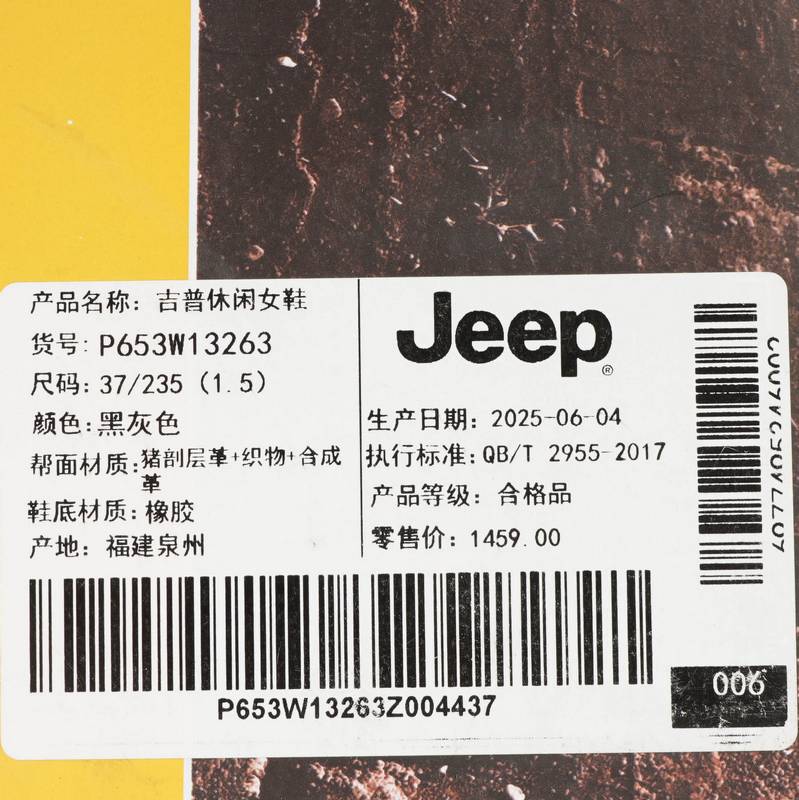 产品名称：吉普休闲女鞋
货号：P653W13263
尺码：37/235（1.5）
颜色：黑灰色
帮面材质：猪剖层革+织物+合成
革
鞋底材质：橡胶
产地：福建泉州
Jeep®
生产日期：2025-06-04
执行标准：QB/T 2955-2017
产品等级：合格品
零售价：1459.00
P653W13263Z004437
006